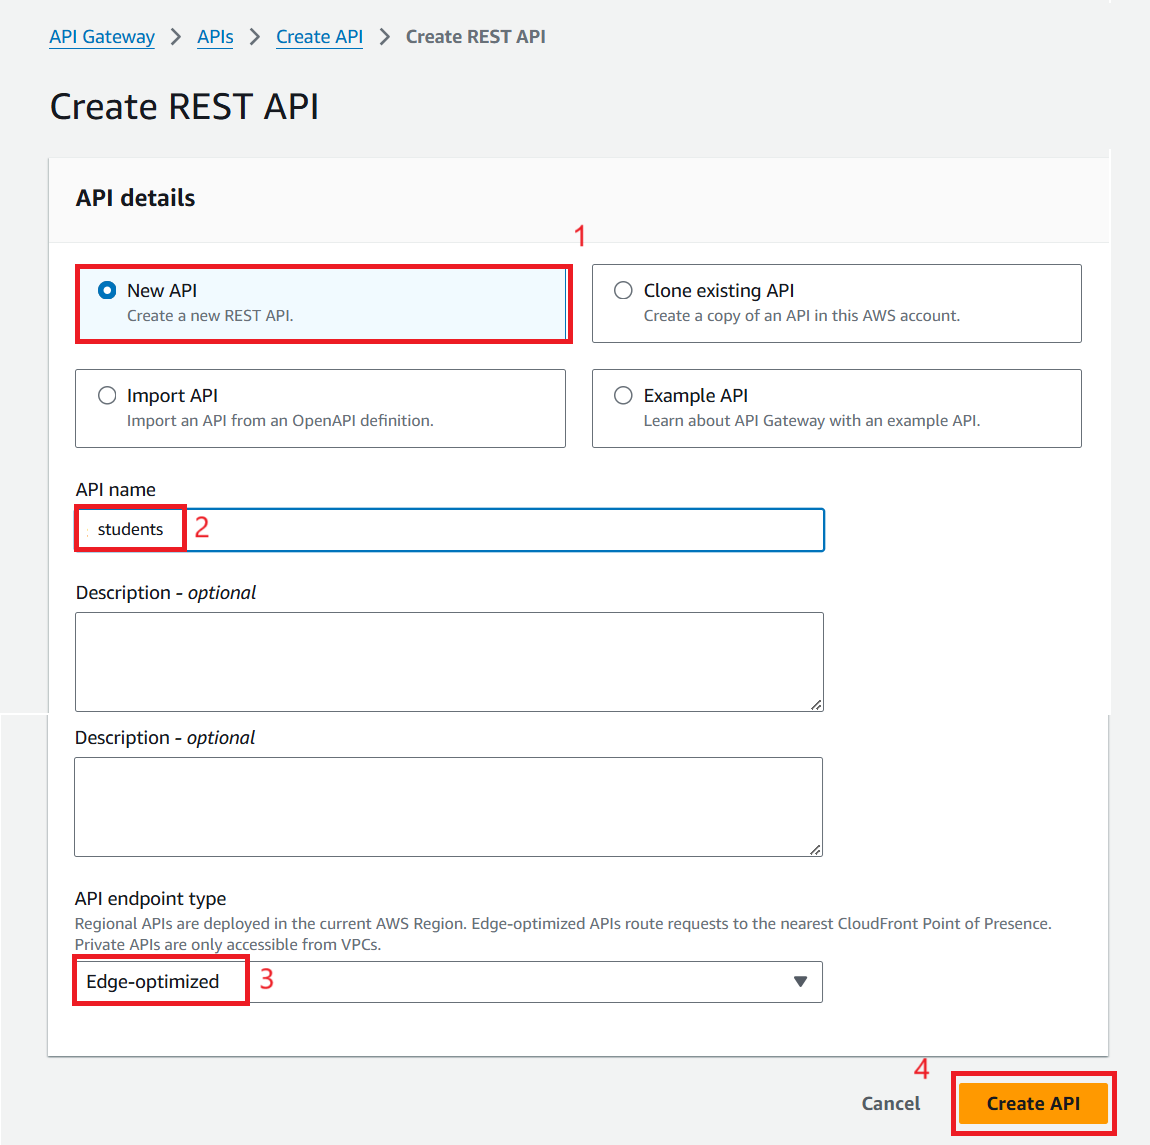 API Gateway > APIs > Create API > Create REST API
Create REST API
API details
1
New API
Create a new REST API.
Clone existing API
Create a copy of an API in this AWS account.
Import API
Import an API from an OpenAPI definition.
Example API
Learn about API Gateway with an example API.
API name
students 2
Description - optional
Description - optional
API endpoint type
Regional APIs are deployed in the current AWS Region. Edge-optimized APIs route requests to the nearest CloudFront Point of Presence.
Private APIs are only accessible from VPCs.
Edge-optimized 3
4
Cancel Create API